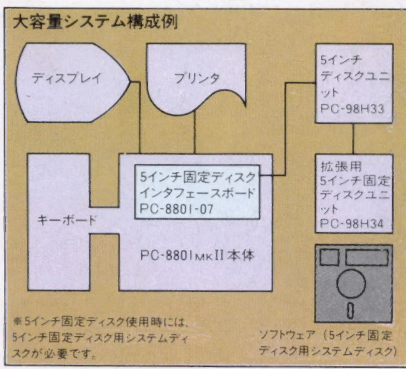 大容量システム構成例
ディスプレイ
プリンタ
5インチ
ディスクユニ
ット
PC-98H33
5インチ固定ディスク
インタフェースボード
PC-8801-07
拡張用
5インチ固定
ディスクユニ
ット
PC-98H34
キーボード
PC-8801MKII本体
※5インチ固定ディスク使用時には、
5インチ固定ディスク用システムディ
スクが必要です。
ソフトウェア（5インチ固定
ディスク用システムディスク）